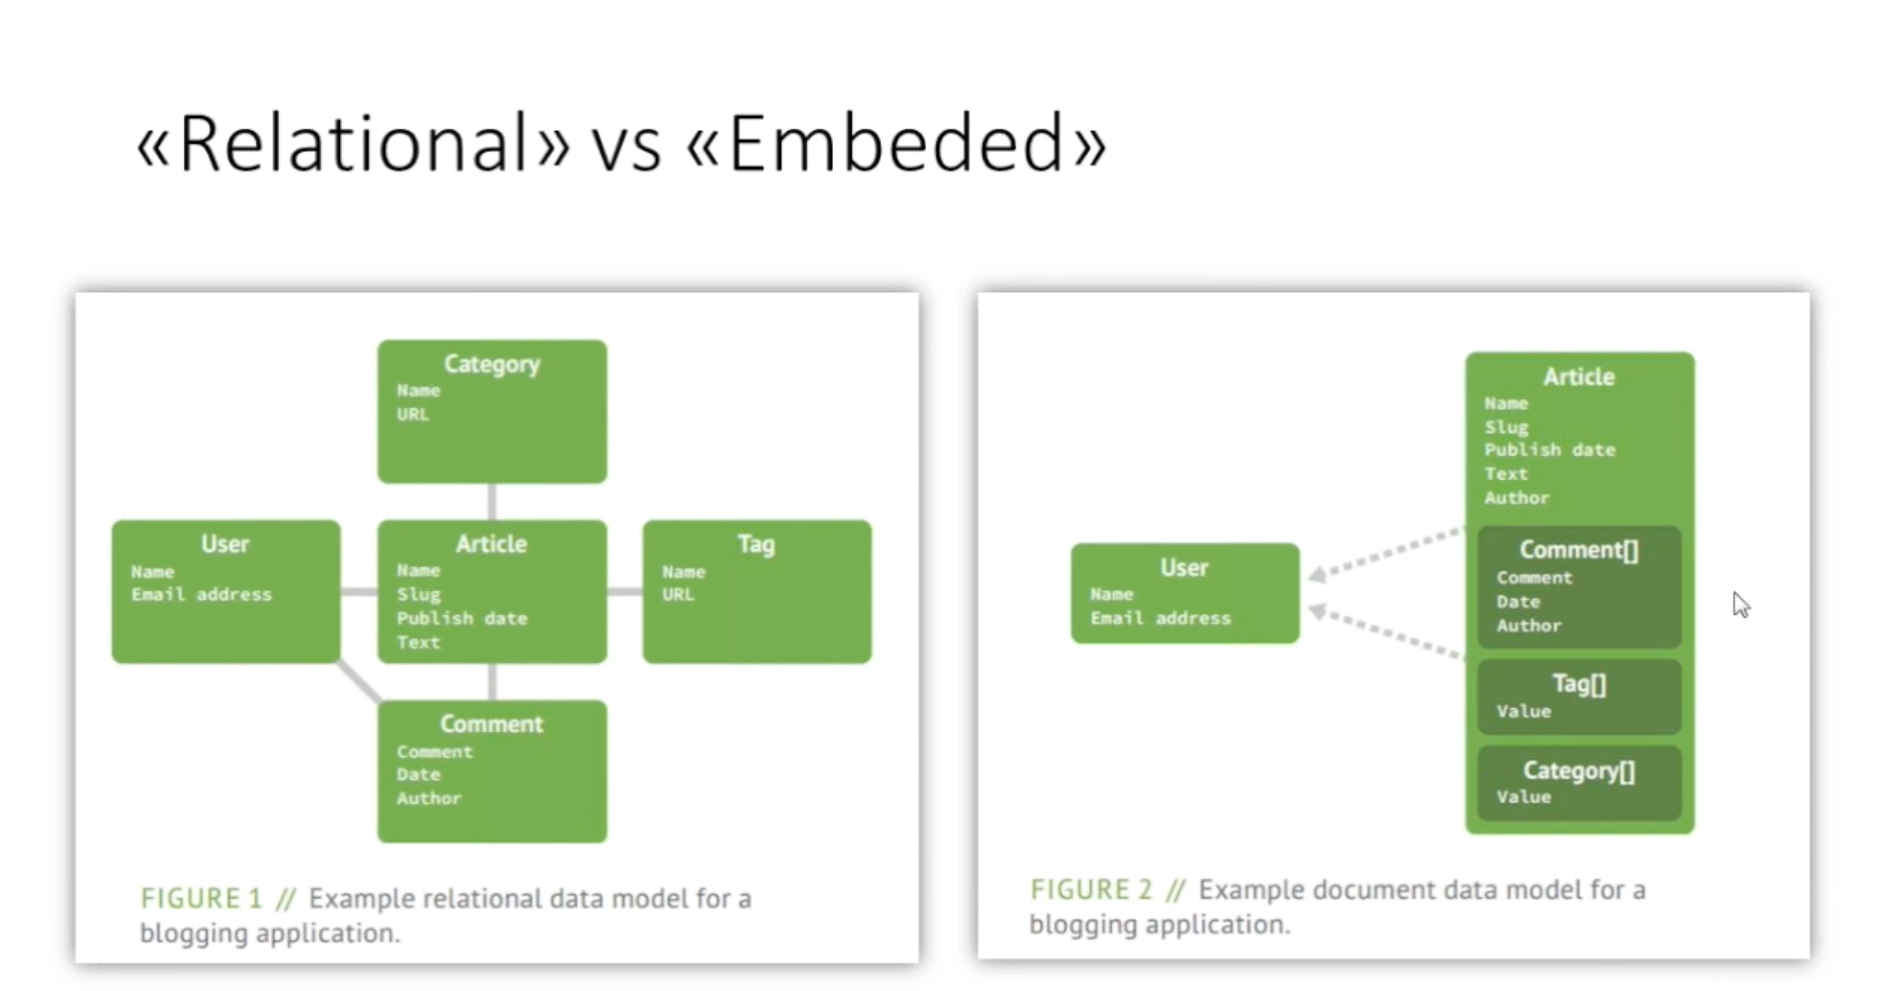 «Relational» vs «Embeded»
Category
Name
URL
User
Name
Email address
Article
Name
Slug
Publish date
Text
Tag
Name
URL
Comment
Comment
Date
Author
FIGURE 1 // Example relational data model for a
blogging application.
User
Name
Email address
Article
Name
Slug
Publish date
Text
Author
Comment[]
Comment
Date
Author
Tag[]
Value
Category[]
Value
FIGURE 2 // Example document data model for a
blogging application.